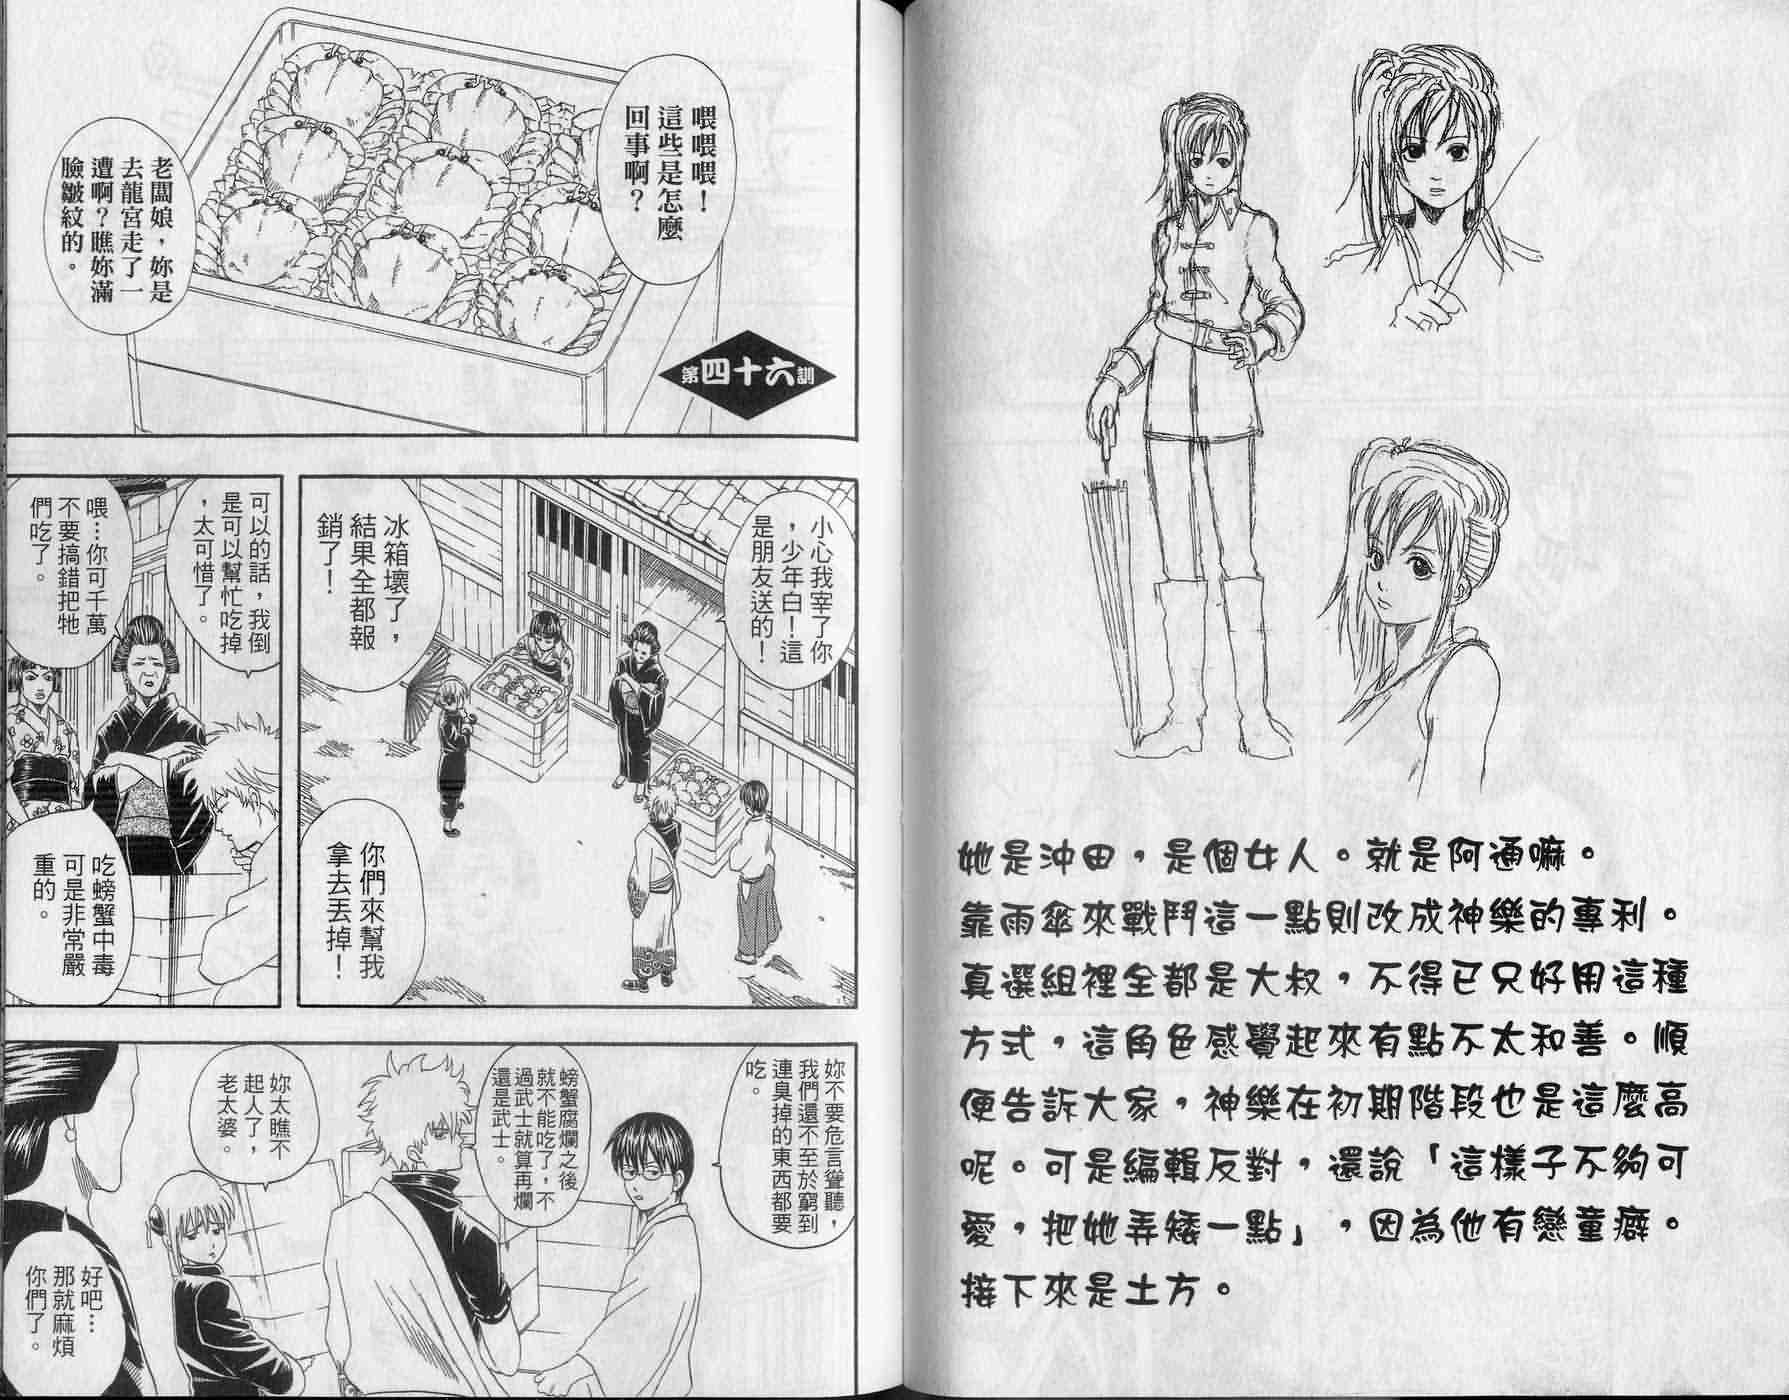 她是沖田，是個女人。就是阿通嘛。
靠雨傘來戰鬥這一點則改成神樂的專利。
真選組裡全都是大叔，不得已只好用這種
方式，這角色感覺起來有點不太和善。順
便告訴大家，神樂在初期階段也是這麼高
呢。可是編輯反對，還說「這樣子不夠可
愛，把她弄矮一點」，因為他有戀童癖。
接下來是土方。
第四十六訓
喂喂喂！
這些是怎麼
回事啊？
老闆娘，妳是
去龍宮走了一
遭啊？瞧妳滿
臉皺紋的。
小心我宰了你
，少年白！這
是朋友送的！
冰箱壞了，
結果全都報
銷了！
你們來幫我
拿去丟掉！
可以的話，我倒
是可以幫忙吃掉
，太可惜了。
喂…你可千萬
不要搞錯把牠
們吃了。
吃螃蟹中毒
可是非常嚴
重的。
妳不要危言聳聽，
我們還不至於窮到
連臭掉的東西都要
吃。
螃蟹腐爛之後
就不能吃了，不
過武士就算再爛
還是武士。
妳太瞧不
起人了，
老太婆。
好吧…
那就麻煩
你們了。